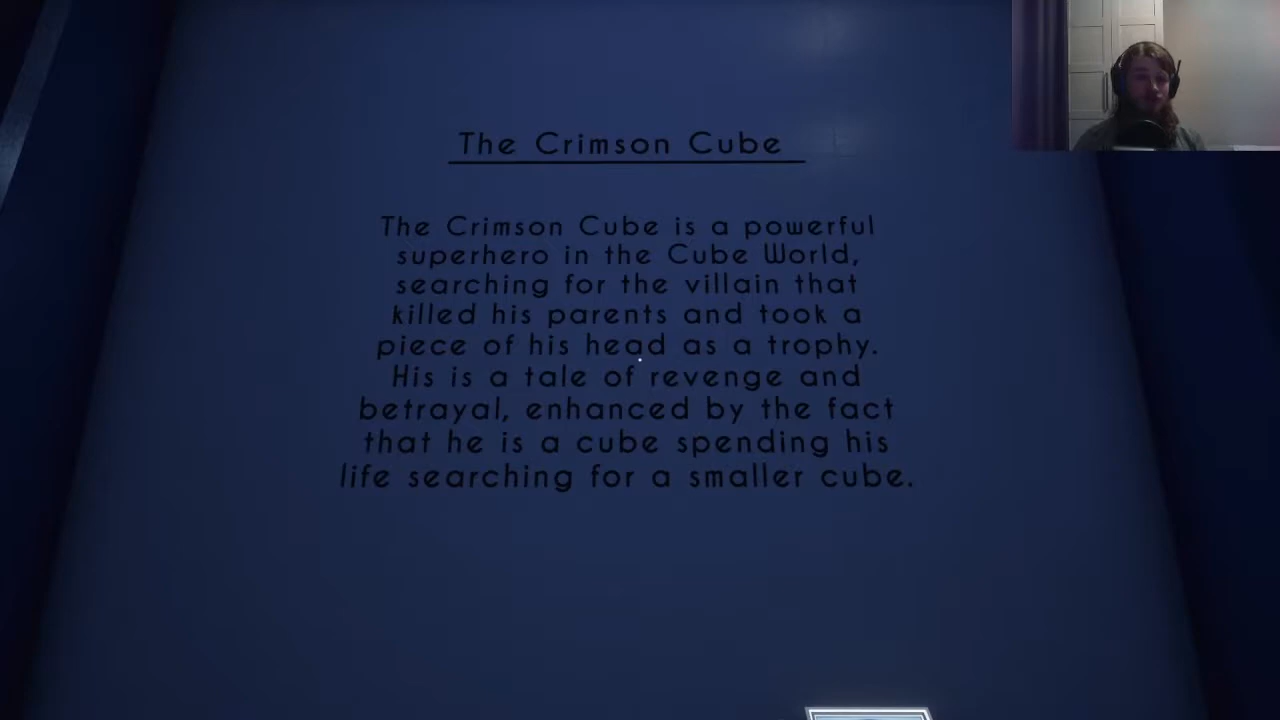 The Crimson Cube
The Crimson Cube is a powerful
superhero in the Cube World,
searching for the villain that
killed his parents and took a
piece of his head as a trophy.
His is a tale of revenge and
betrayal, enhanced by the fact
that he is a cube spending his
life searching for a smaller cube.